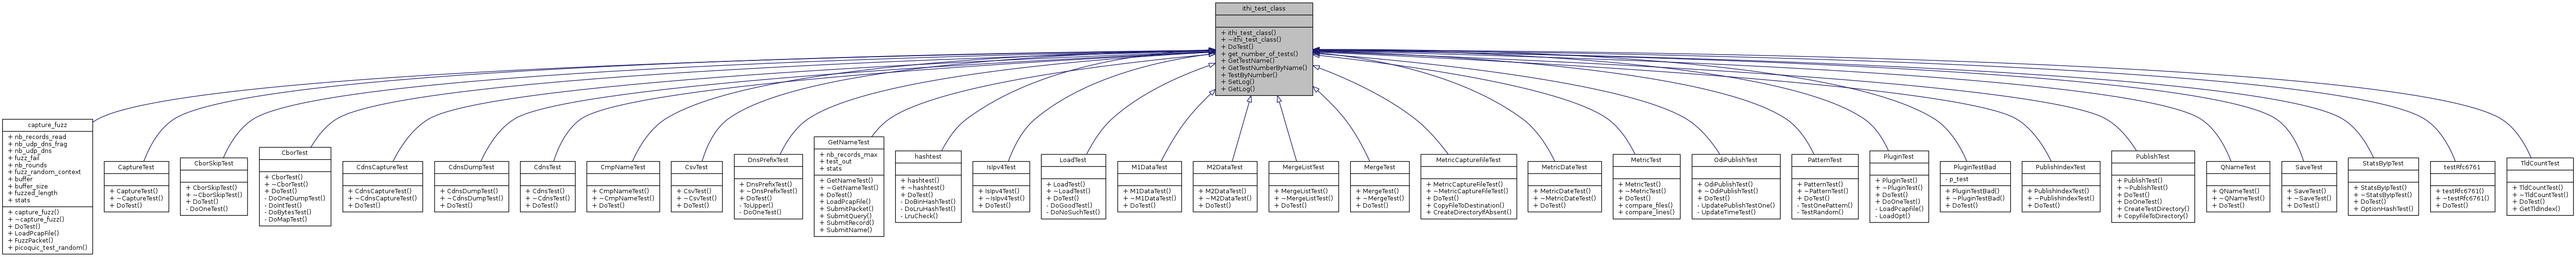 ithi_test_class
+ ithi_test_class()
+ ~ithi_test_class()
+ DoTest()
+ get_number_of_tests()
+ GetTestName()
+ GetTestNumberByName()
+ TestByNumber()
+ SetLog()
+ GetLog()
capture_fuzz
+ nb_records_read
+ nb_udp_dns_frag
+ nb_udp_dns
+ fuzz_fail
+ nb_rounds
+ fuzz_random_context
+ buffer
+ buffer_size
+ fuzzed_length
+ stats
+ capture_fuzz()
+ ~capture_fuzz()
+ DoTest()
+ LoadPcapFile()
+ FuzzPacket()
+ picoquic_test_random()
CaptureTest
+ CaptureTest()
+ ~CaptureTest()
+ DoTest()
CborSkipTest
+ CborSkipTest()
+ ~CborSkipTest()
+ DoTest()
- DoOneTest()
CborTest
+ CborTest()
+ ~CborTest()
+ DoTest()
- DoOneDumpTest()
- DoIntTest()
- DoBytesTest()
- DoMapTest()
CdnsCaptureTest
+ CdnsCaptureTest()
+ ~CdnsCaptureTest()
+ DoTest()
CdnsDumpTest
+ CdnsDumpTest()
+ ~CdnsDumpTest()
+ DoTest()
CdnsTest
+ CdnsTest()
+ ~CdnsTest()
+ DoTest()
CmpNameTest
+ CmpNameTest()
+ ~CmpNameTest()
+ DoTest()
CsvTest
+ CsvTest()
+ ~CsvTest()
+ DoTest()
DnsPrefixTest
+ DnsPrefixTest()
+ ~DnsPrefixTest()
+ DoTest()
- ToUpper()
- DoOneTest()
GetNameTest
+ nb_records_max
+ test_out
+ stats
+ GetNameTest()
+ ~GetNameTest()
+ DoTest()
+ LoadPcapFile()
+ SubmitPacket()
+ SubmitQuery()
+ SubmitRecord()
+ SubmitName()
hashtest
+ hashtest()
+ ~hashtest()
+ DoTest()
- DoBinHashTest()
- DoLruHashTest()
- LruCheck()
IsIpv4Test
+ IsIpv4Test()
+ ~IsIpv4Test()
+ DoTest()
LoadTest
+ LoadTest()
+ ~LoadTest()
+ DoTest()
- DoGoodTest()
- DoNoSuchTest()
M1DataTest
+ M1DataTest()
+ ~M1DataTest()
+ DoTest()
M2DataTest
+ M2DataTest()
+ ~M2DataTest()
+ DoTest()
MergeListTest
+ MergeListTest()
+ ~MergeListTest()
+ DoTest()
MergeTest
+ MergeTest()
+ ~MergeTest()
+ DoTest()
MetricCaptureFileTest
+ MetricCaptureFileTest()
+ ~MetricCaptureFileTest()
+ DoTest()
+ CopyFileToDestination()
+ CreateDirectoryIfAbsent()
MetricDateTest
+ MetricDateTest()
+ ~MetricDateTest()
+ DoTest()
MetricTest
+ MetricTest()
+ ~MetricTest()
+ DoTest()
+ compare_files()
+ compare_lines()
OdiPublishTest
+ OdiPublishTest()
+ ~OdiPublishTest()
+ DoTest()
- UpdatePublishTestOne()
- UpdateTimeTest()
PatternTest
+ PatternTest()
+ ~PatternTest()
+ DoTest()
- TestOnePattern()
- TestRandom()
PluginTest
+ PluginTest()
+ ~PluginTest()
+ DoTest()
+ DoOneTest()
- LoadPcapFile()
- LoadOpt()
PluginTestBad
- p_test
+ PluginTestBad()
+ ~PluginTestBad()
+ DoTest()
PublishIndexTest
+ PublishIndexTest()
+ ~PublishIndexTest()
+ DoTest()
PublishTest
+ PublishTest()
+ ~PublishTest()
+ DoTest()
+ DoOneTest()
+ CreateTestDirectory()
+ CopyFileToDirectory()
QNameTest
+ QNameTest()
+ ~QNameTest()
+ DoTest()
SaveTest
+ SaveTest()
+ ~SaveTest()
+ DoTest()
StatsByIpTest
+ StatsByIpTest()
+ ~StatsByIpTest()
+ DoTest()
+ OptionHashTest()
testRfc6761
+ testRfc6761()
+ ~testRfc6761()
+ DoTest()
TldCountTest
+ TldCountTest()
+ ~TldCountTest()
+ DoTest()
+ GetTldIndex()